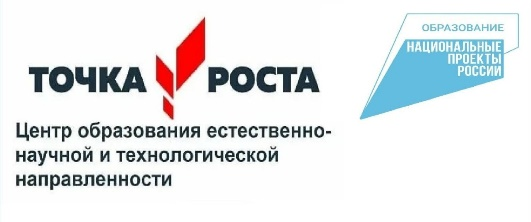 ТОЧКА РОСТА
Центр образования естественно-
научной и технологической
направленности
ОБРАЗОВАНИЕ
НАЦИОНАЛЬНЫЕ
ПРОЕКТЫ
РОССИИ